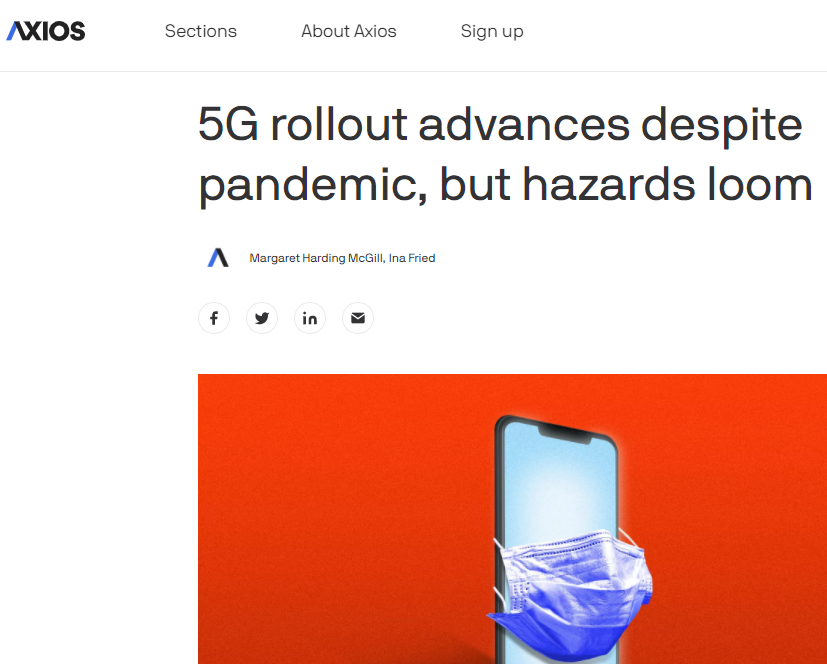 AXIOS
Sections
About Axios
Sign up
5G rollout advances despite
pandemic, but hazards loom
Margaret Harding McGill, Ina Fried